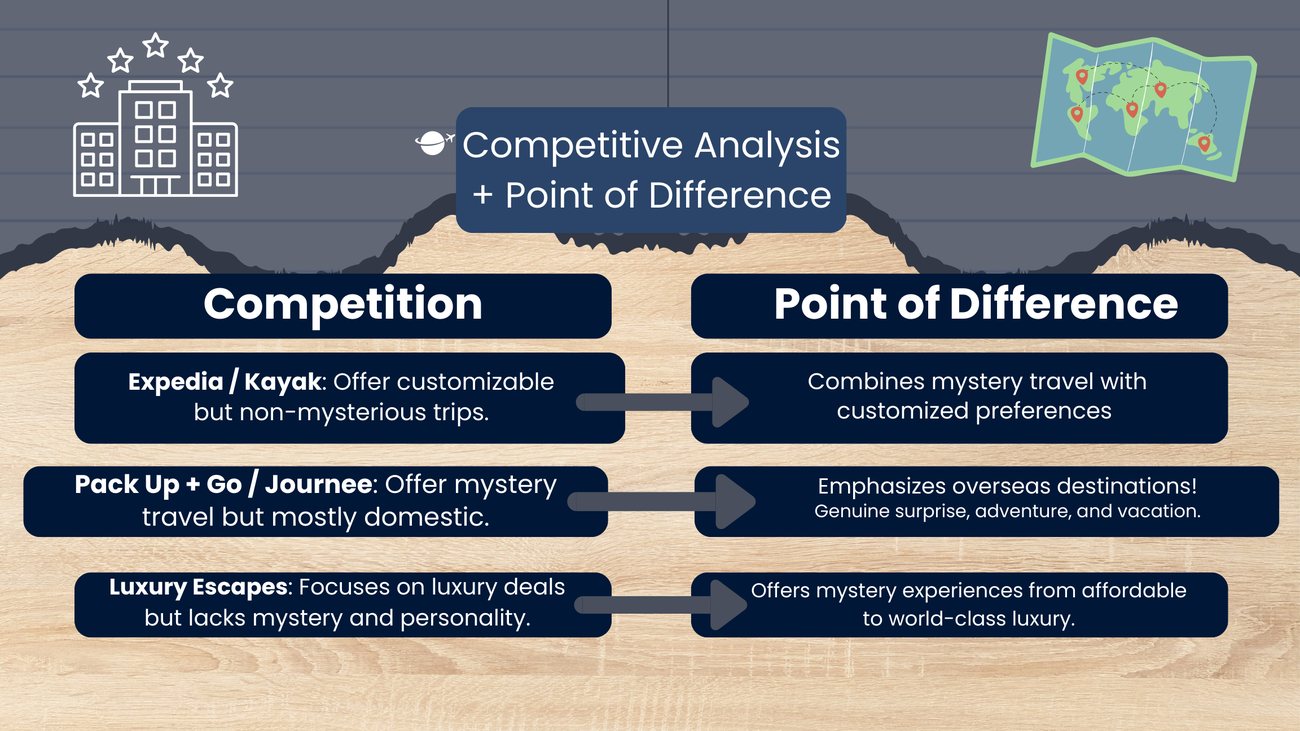 Competitive Analysis
+ Point of Difference
Competition
Point of Difference
Expedia / Kayak: Offer customizable
but non-mysterious trips.
Combines mystery travel with
customized preferences
Pack Up + Go / Journee: Offer mystery
travel but mostly domestic.
Emphasizes overseas destinations!
Genuine surprise, adventure, and vacation.
Luxury Escapes: Focuses on luxury deals
but lacks mystery and personality.
Offers mystery experiences from affordable
to world-class luxury.